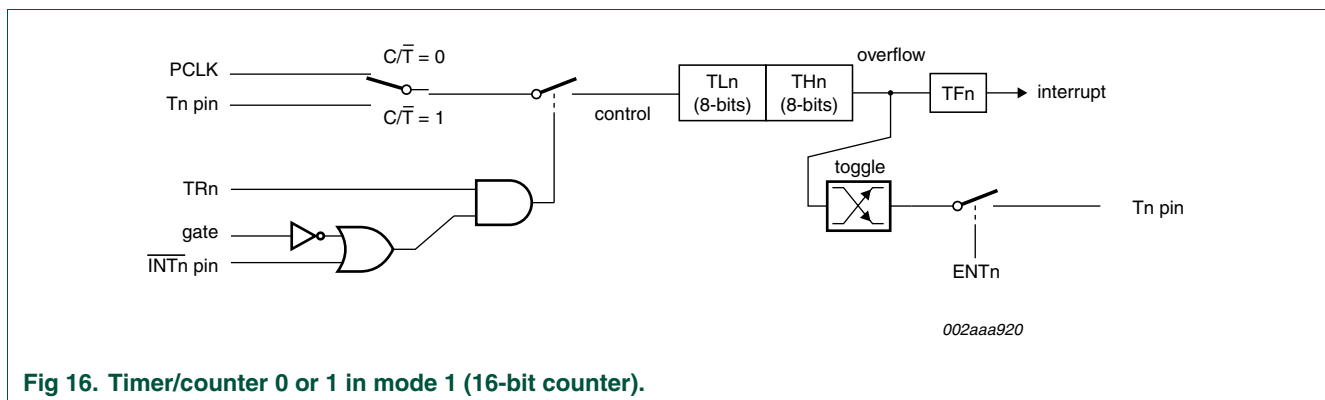 PCLK
Tn pin
C/T̅ = 0
C/T̅ = 1
TRn
gate
I̅N̅T̅n̅ pin
control
TLn
(8-bits)
THn
(8-bits)
overflow
TFn
interrupt
toggle
Tn pin
ENTn
002aaa920
Fig 16. Timer/counter 0 or 1 in mode 1 (16-bit counter).